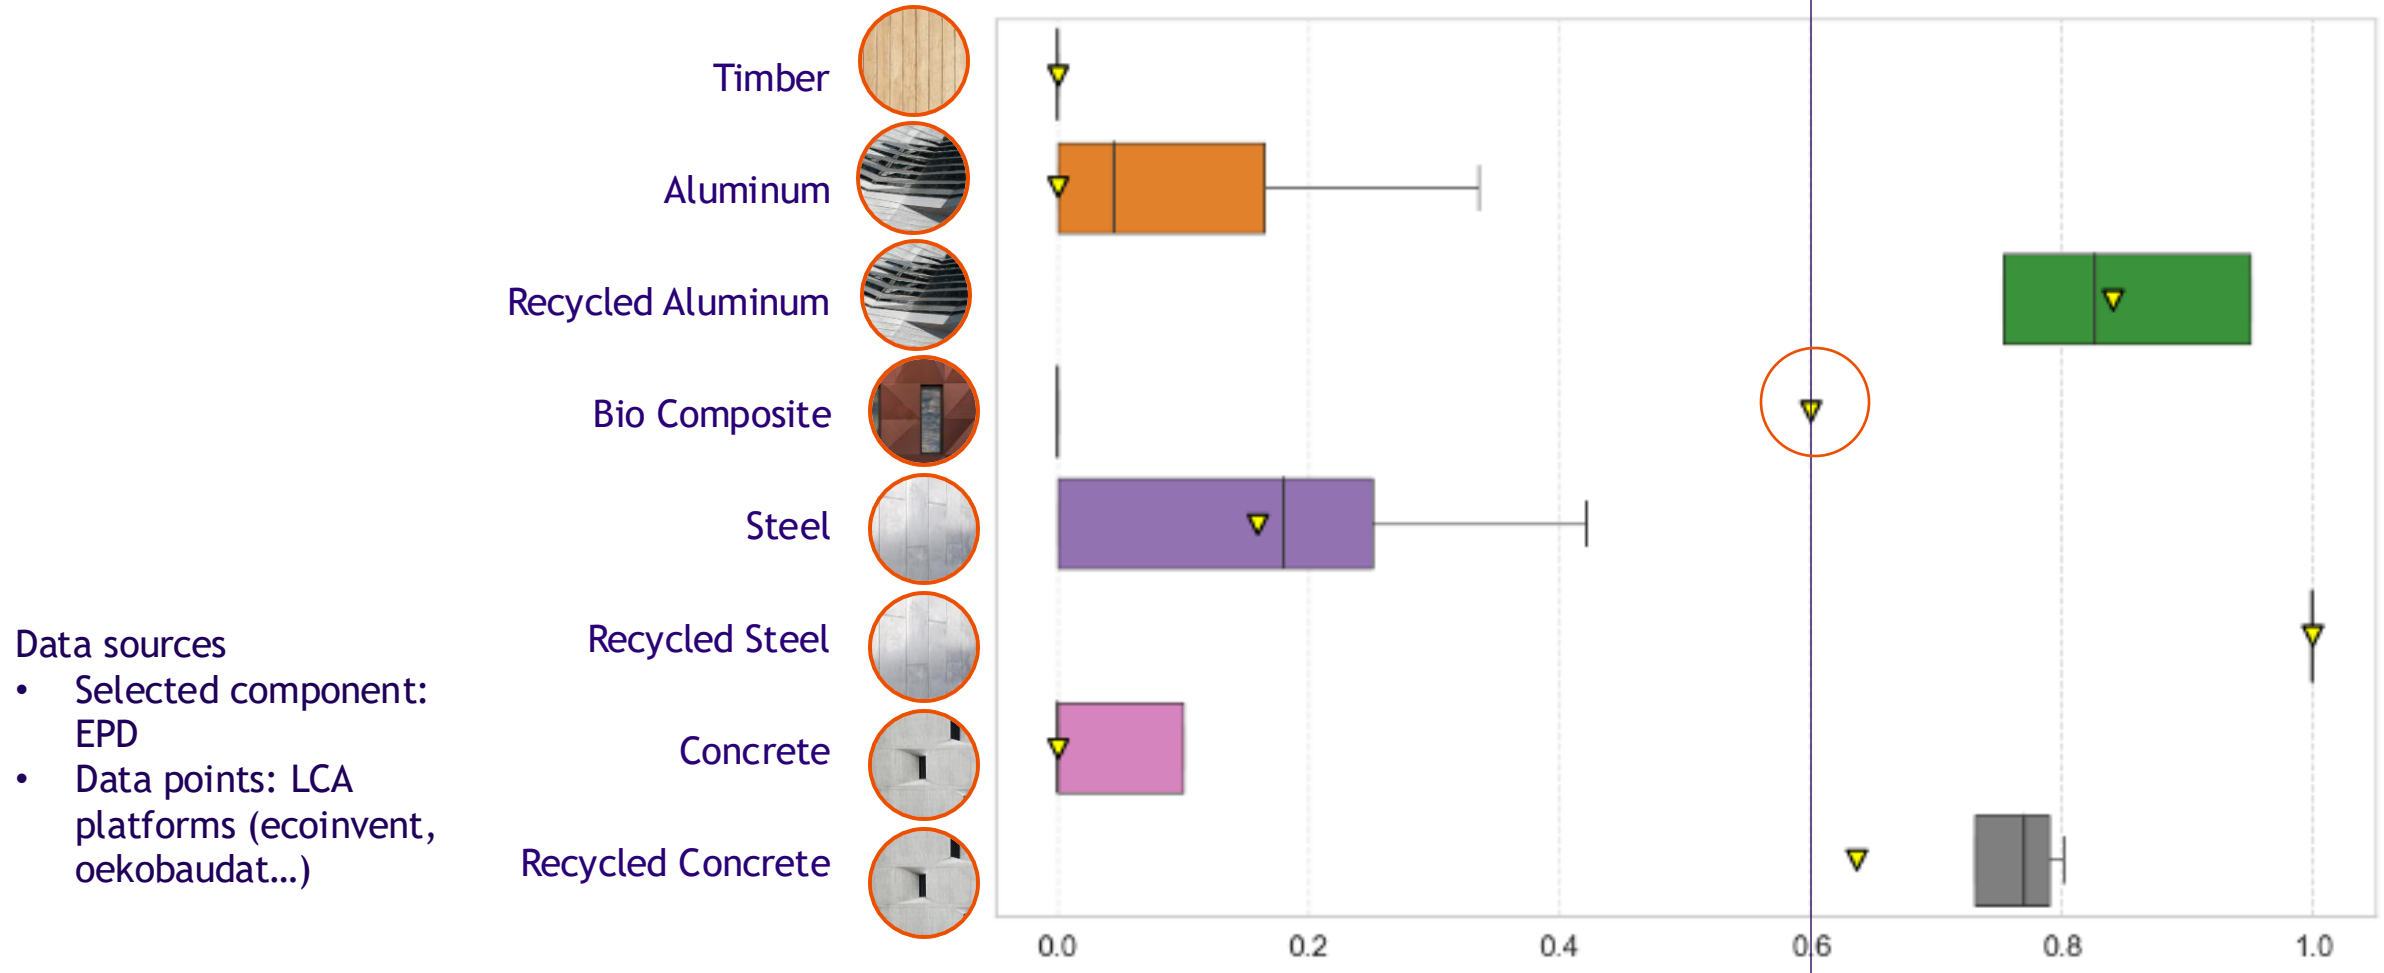 Timber
Aluminum
Recycled Aluminum
Bio Composite
Steel
Recycled Steel
Concrete
Recycled Concrete
Data sources
• Selected component:
EPD
• Data points: LCA
platforms (ecoinvent,
oekobaudat...)
0.0 0.2 0.4 0.6 0.8 1.0